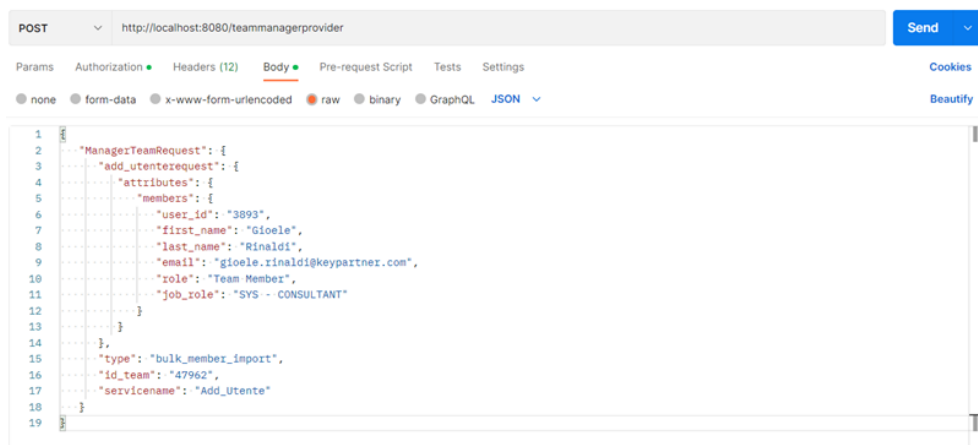 POST http://localhost:8080/teammanagerprovider Send
Params Authorization Headers (12) Body Pre-request Script Tests Settings Cookies
none form-data x-www-form-urlencoded raw binary GraphQL JSON Beautify
1 {
2 "ManagerTeamRequest": {
3 "add_utenterequest": {
4 "attributes": {
5 "members": {
6 "user_id": "3893",
7 "first_name": "Gioele",
8 "last_name": "Rinaldi",
9 "email": "gioele.rinaldi@keypartner.com",
10 "role": "Team Member",
11 "job_role": "SYS - CONSULTANT"
12 }
13 }
14 },
15 "type": "bulk_member_import",
16 "id_team": "47962",
17 "servicename": "Add_Utente"
18 }
19 }